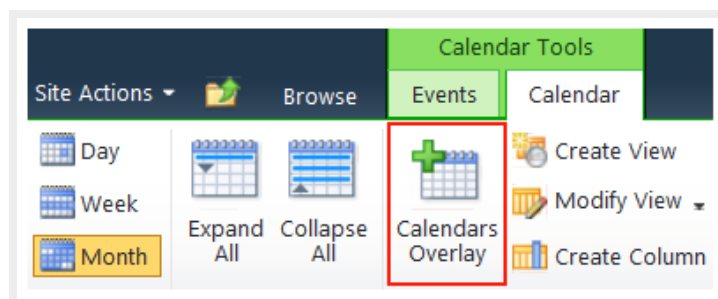 Calendar Tools
Site Actions
Browse
Events
Calendar
Day
Week
Month
Expand
All
Collapse
All
Calendars
Overlay
Create View
Modify View
Create Column